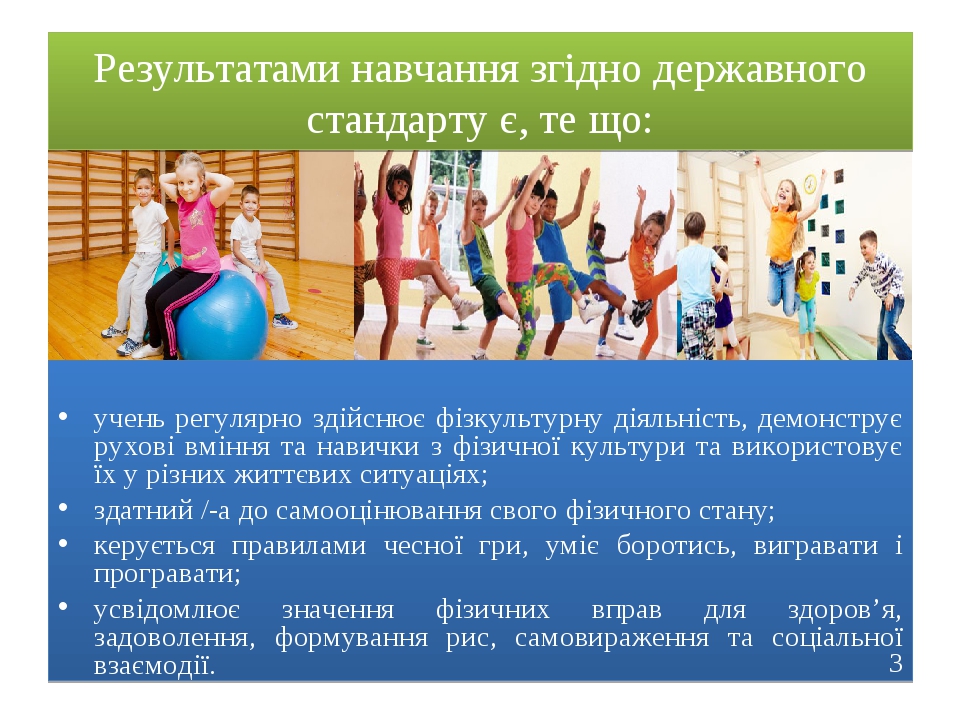 Результатами навчання згідно державного
стандарту є, те що:
• учень регулярно здійснює фізкультурну діяльність, демонструє
рухові вміння та навички з фізичної культури та використовує
їх у різних життєвих ситуаціях;
• здатний /-а до самооцінювання свого фізичного стану;
• керується правилами чесної гри, уміє боротись, вигравати і
програвати;
• усвідомлює значення фізичних вправ для здоров’я,
задоволення, формування рис, самовираження та соціальної
взаємодії.
3